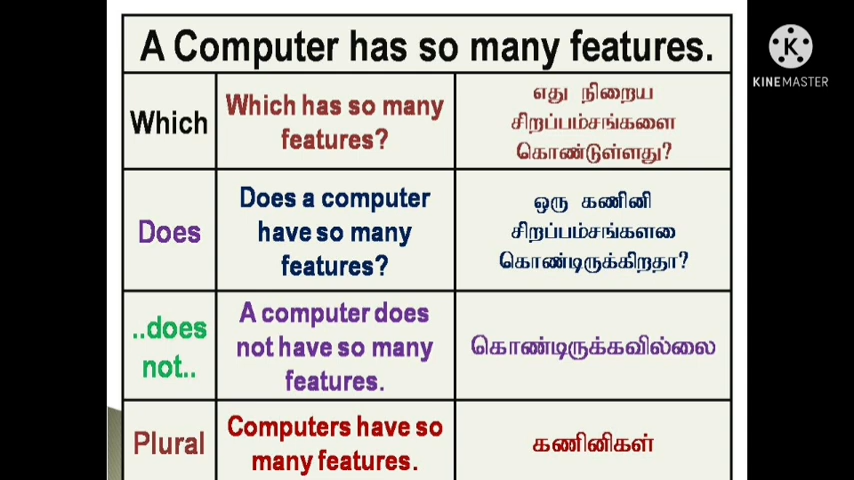 A Computer has so many features.
K
KINEMASTER
Which
Which has so many
features?
எது நிறைய
சிறப்பம்சங்களை
கொண்டுள்ளது?
Does
Does a computer
have so many
features?
ஒரு கணினி
சிறப்பம்சங்களை
கொண்டிருக்கிறதா?
..does
not..
A computer does
not have so many
features.
கொண்டிருக்கவில்லை
Plural
Computers have so
many features.
கணினிகள்